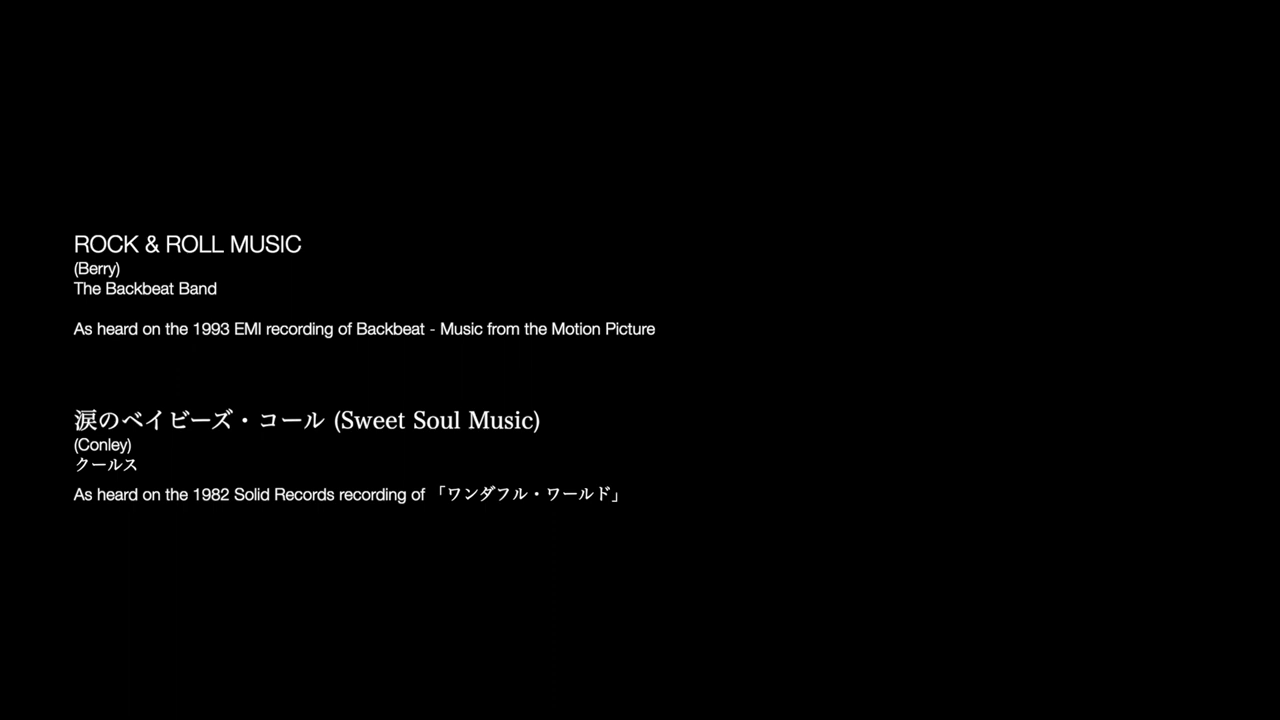 ROCK & ROLL MUSIC
(Berry)
The Backbeat Band
As heard on the 1993 EMI recording of Backbeat - Music from the Motion Picture
涙のベイビーズ・コール (Sweet Soul Music)
(Conley)
クールス
As heard on the 1982 Solid Records recording of 「ワンダフル・ワールド」